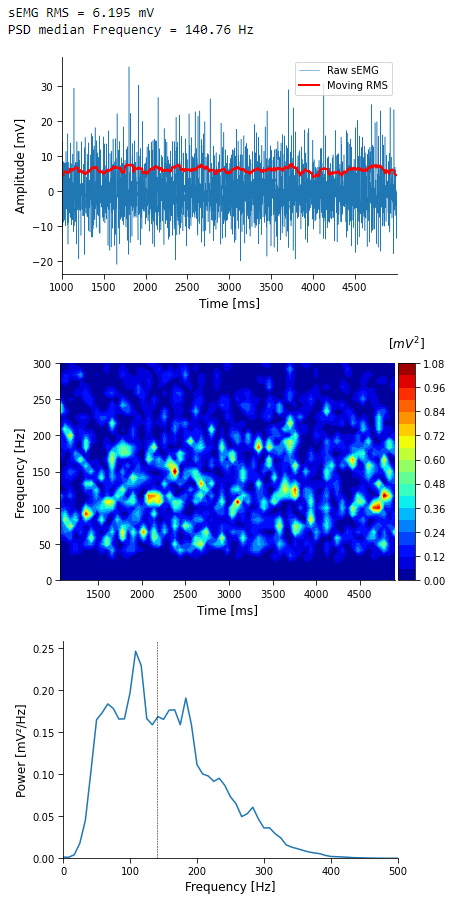 sEMG RMS = 6.195 mV
PSD median Frequency = 140.76 Hz
Raw sEMG
Moving RMS
Amplitude [mV]
30
20
10
0
−10
−20
1000 1500 2000 2500 3000 3500 4000 4500
Time [ms]
[mV²]
Frequency [Hz]
300
250
200
150
100
50
0
1500 2000 2500 3000 3500 4000 4500
Time [ms]
1.08
0.96
0.84
0.72
0.60
0.48
0.36
0.24
0.12
0.00
Power [mV²/Hz]
0.25
0.20
0.15
0.10
0.05
0.00
0 100 200 300 400 500
Frequency [Hz]